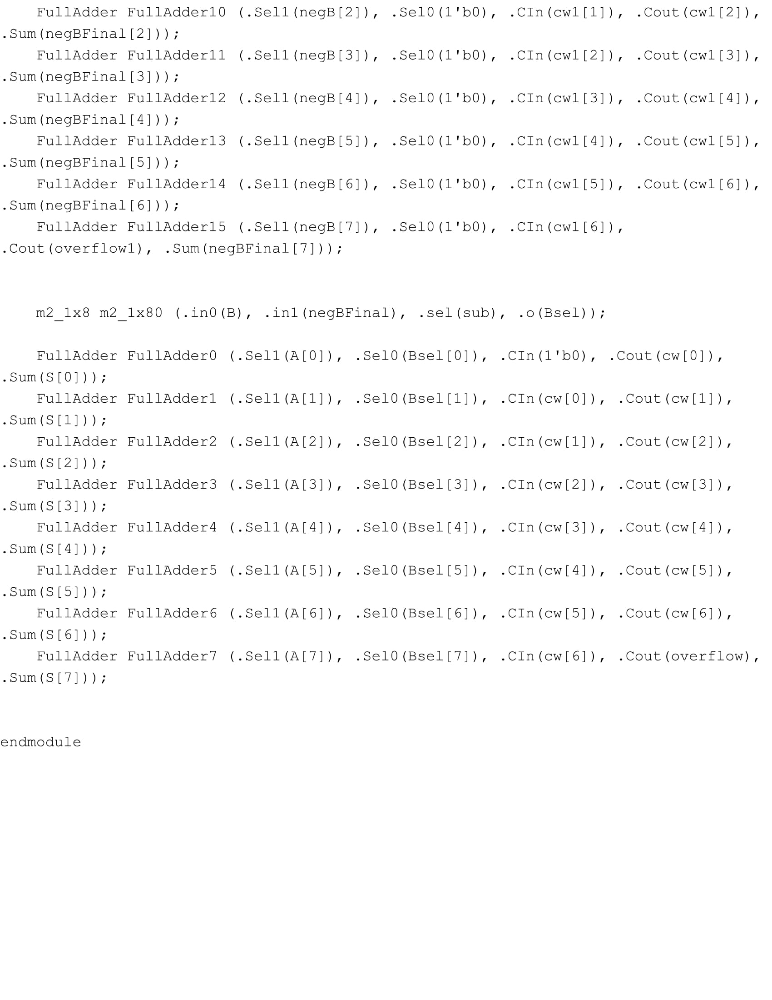 FullAdder FullAdder10 (.Sel1(negB[2]), .Sel0(1'b0), .CIn(cw1[1]), .Cout(cw1[2]),
.Sum(negBFinal[2]));
    FullAdder FullAdder11 (.Sel1(negB[3]), .Sel0(1'b0), .CIn(cw1[2]), .Cout(cw1[3]),
.Sum(negBFinal[3]));
    FullAdder FullAdder12 (.Sel1(negB[4]), .Sel0(1'b0), .CIn(cw1[3]), .Cout(cw1[4]),
.Sum(negBFinal[4]));
    FullAdder FullAdder13 (.Sel1(negB[5]), .Sel0(1'b0), .CIn(cw1[4]), .Cout(cw1[5]),
.Sum(negBFinal[5]));
    FullAdder FullAdder14 (.Sel1(negB[6]), .Sel0(1'b0), .CIn(cw1[5]), .Cout(cw1[6]),
.Sum(negBFinal[6]));
    FullAdder FullAdder15 (.Sel1(negB[7]), .Sel0(1'b0), .CIn(cw1[6]),
.Cout(overflow1), .Sum(negBFinal[7]));
    m2_1x8 m2_1x80 (.in0(B), .in1(negBFinal), .sel(sub), .o(Bsel));
    FullAdder FullAdder0 (.Sel1(A[0]), .Sel0(Bsel[0]), .CIn(1'b0), .Cout(cw[0]),
.Sum(S[0]));
    FullAdder FullAdder1 (.Sel1(A[1]), .Sel0(Bsel[1]), .CIn(cw[0]), .Cout(cw[1]),
.Sum(S[1]));
    FullAdder FullAdder2 (.Sel1(A[2]), .Sel0(Bsel[2]), .CIn(cw[1]), .Cout(cw[2]),
.Sum(S[2]));
    FullAdder FullAdder3 (.Sel1(A[3]), .Sel0(Bsel[3]), .CIn(cw[2]), .Cout(cw[3]),
.Sum(S[3]));
    FullAdder FullAdder4 (.Sel1(A[4]), .Sel0(Bsel[4]), .CIn(cw[3]), .Cout(cw[4]),
.Sum(S[4]));
    FullAdder FullAdder5 (.Sel1(A[5]), .Sel0(Bsel[5]), .CIn(cw[4]), .Cout(cw[5]),
.Sum(S[5]));
    FullAdder FullAdder6 (.Sel1(A[6]), .Sel0(Bsel[6]), .CIn(cw[5]), .Cout(cw[6]),
.Sum(S[6]));
    FullAdder FullAdder7 (.Sel1(A[7]), .Sel0(Bsel[7]), .CIn(cw[6]), .Cout(overflow),
.Sum(S[7]));
endmodule